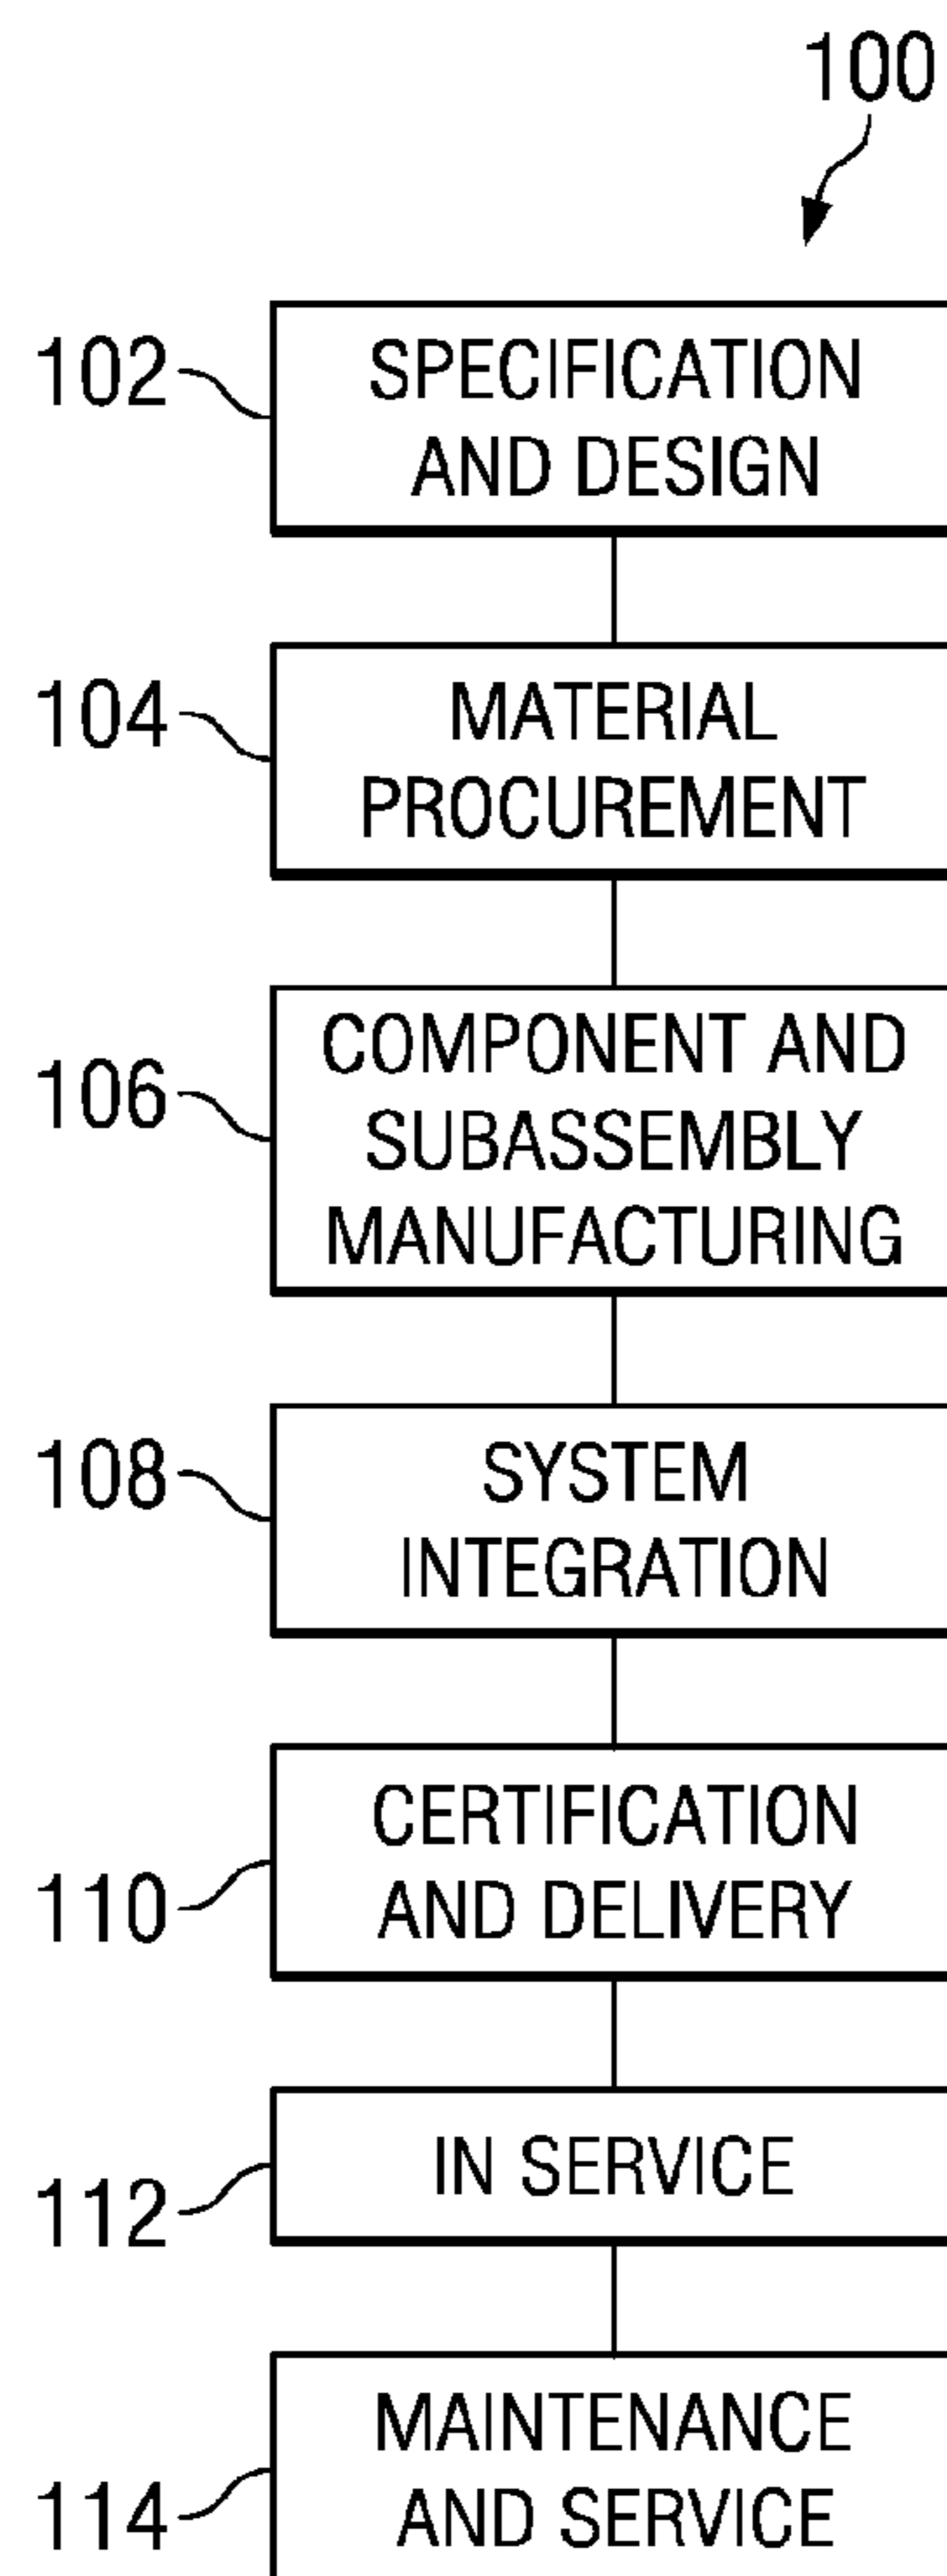 100
102
SPECIFICATION
AND DESIGN
104
MATERIAL
PROCUREMENT
106
COMPONENT AND
SUBASSEMBLY
MANUFACTURING
108
SYSTEM
INTEGRATION
110
CERTIFICATION
AND DELIVERY
112
IN SERVICE
114
MAINTENANCE
AND SERVICE